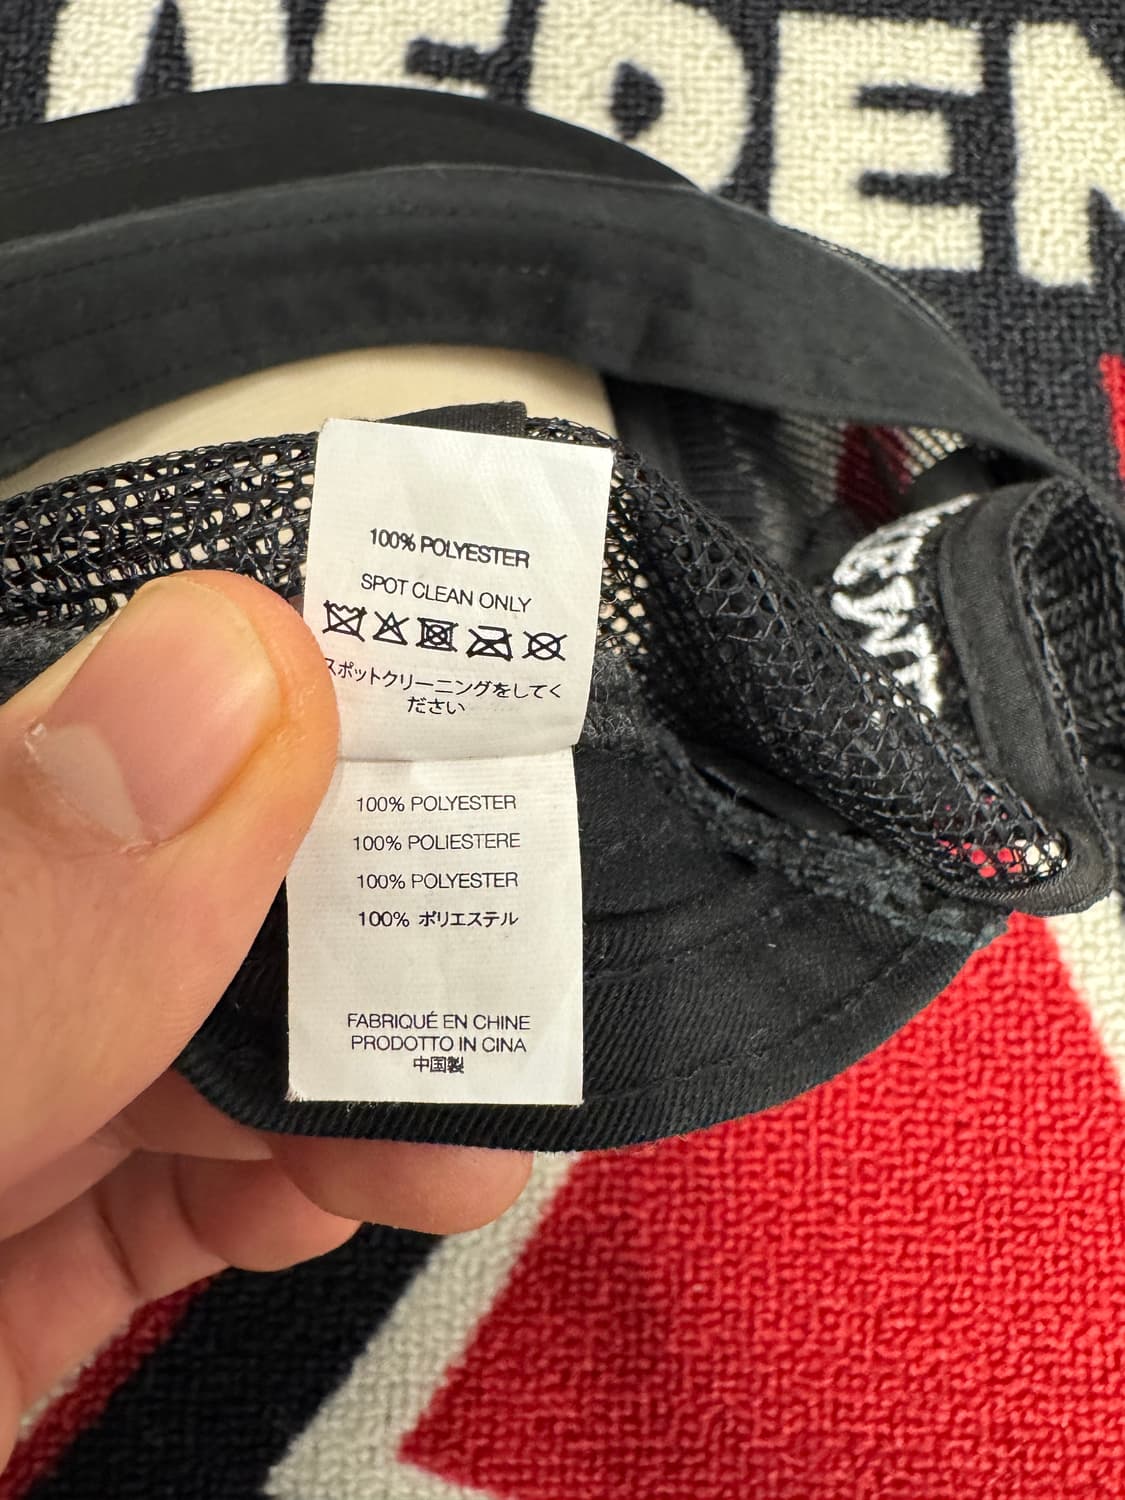 100% POLYESTER
SPOT CLEAN ONLY
スポットクリーニングをしてく
ださい
100% POLYESTER
100% POLIESTERE
100% POLYESTER
100% ポリエステル
FABRIQUÉ EN CHINE
PRODOTTO IN CINA
中国製